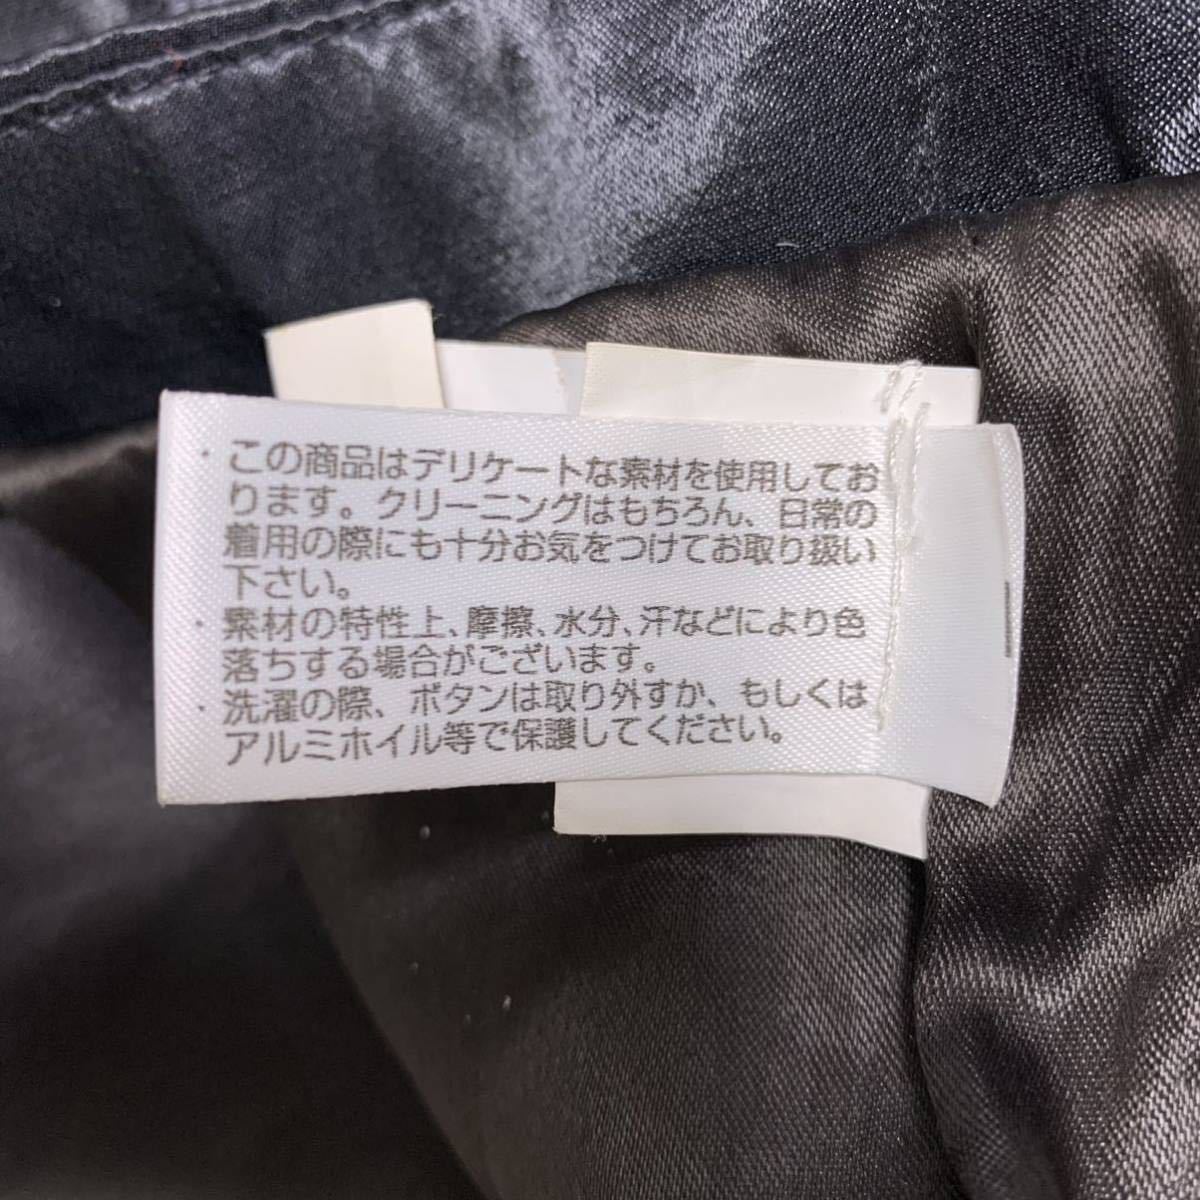 ・この商品はデリケートな素材を使用してお
ります。クリーニングはもちろん、日常の
着用の際にも十分お気をつけてお取り扱い
下さい。
・素材の特性上、摩擦、水分、汗などにより色
落ちする場合がございます。
・洗濯の際、ボタンは取り外すか、もしくは
アルミホイル等で保護してください。